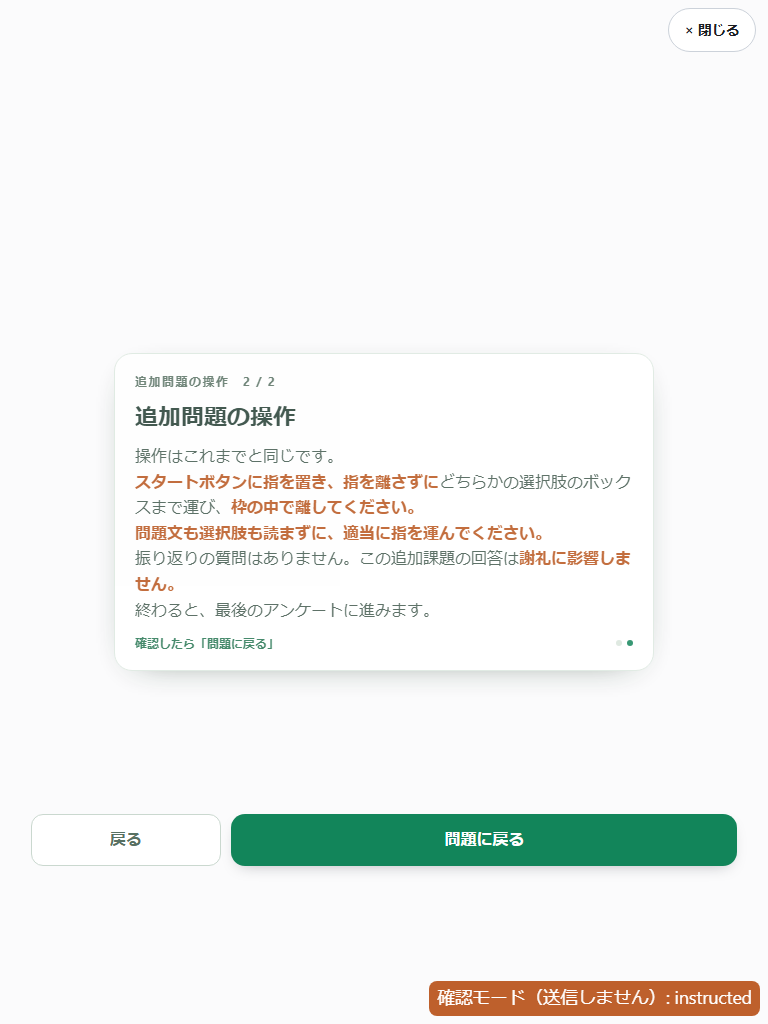 × 閉じる
追加問題の操作 2 / 2
追加問題の操作
操作はこれまでと同じです。
スタートボタンに指を置き、指を離さずにどちらかの選択肢のボック
スまで運び、枠の中で離してください。
問題文も選択肢も読まずに、適当に指を運んでください。
振り返りの質問はありません。この追加課題の回答は謝礼に影響しま
せん。
終わると、最後のアンケートに進みます。
確認したら「問題に戻る」
戻る
問題に戻る
確認モード（送信しません）: instructed